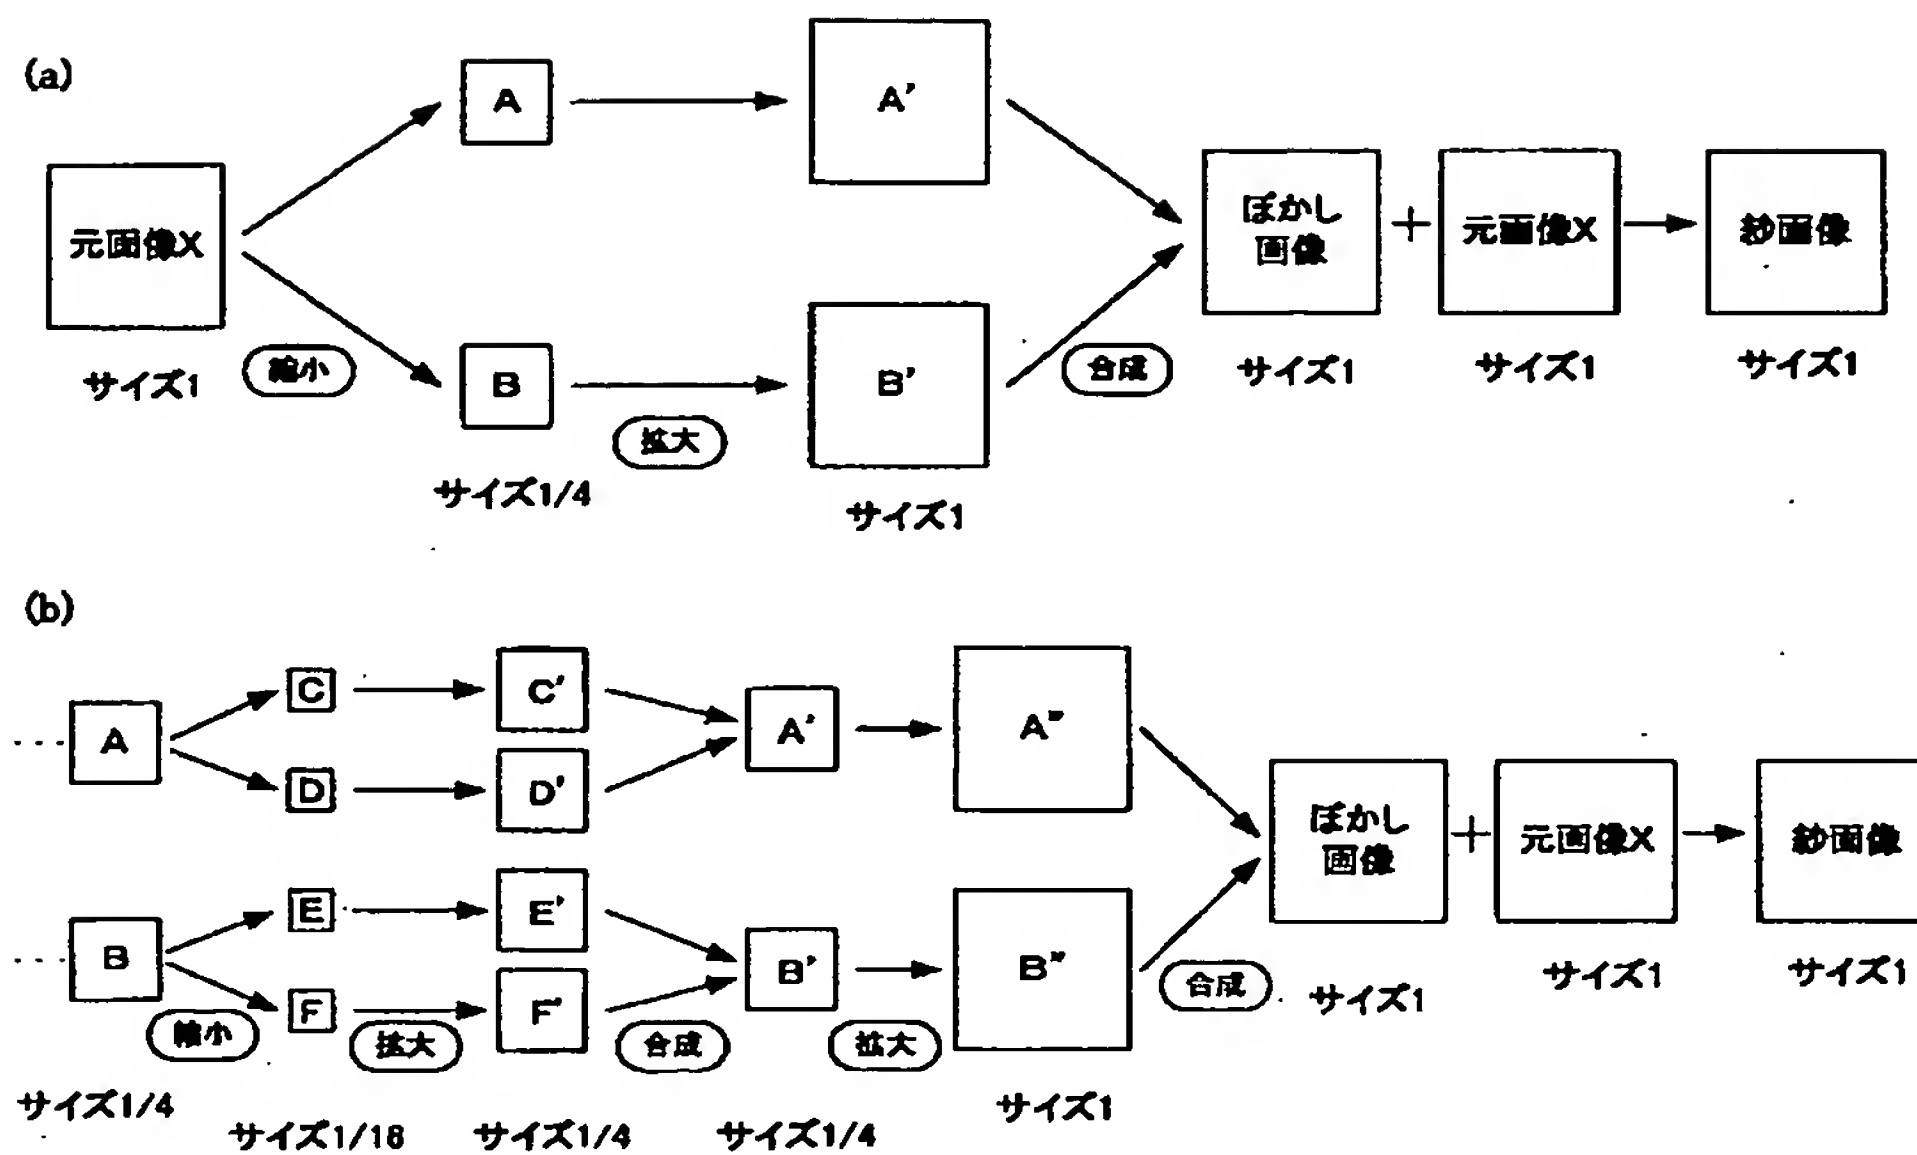 (a)
A
A'
元画像X
ぼかし
画像
+
元画像X
紗画像
サイズ1
縮小
B
B'
合成
サイズ1
サイズ1
サイズ1
拡大
サイズ1/4
サイズ1
(b)
A
C
C'
A'
A"
D
D'
ぼかし
画像
+
元画像X
紗画像
B
E
E'
B'
B"
F
F'
合成
サイズ1
サイズ1
サイズ1
縮小
拡大
合成
拡大
サイズ1/4
サイズ1/16
サイズ1/4
サイズ1/4
サイズ1